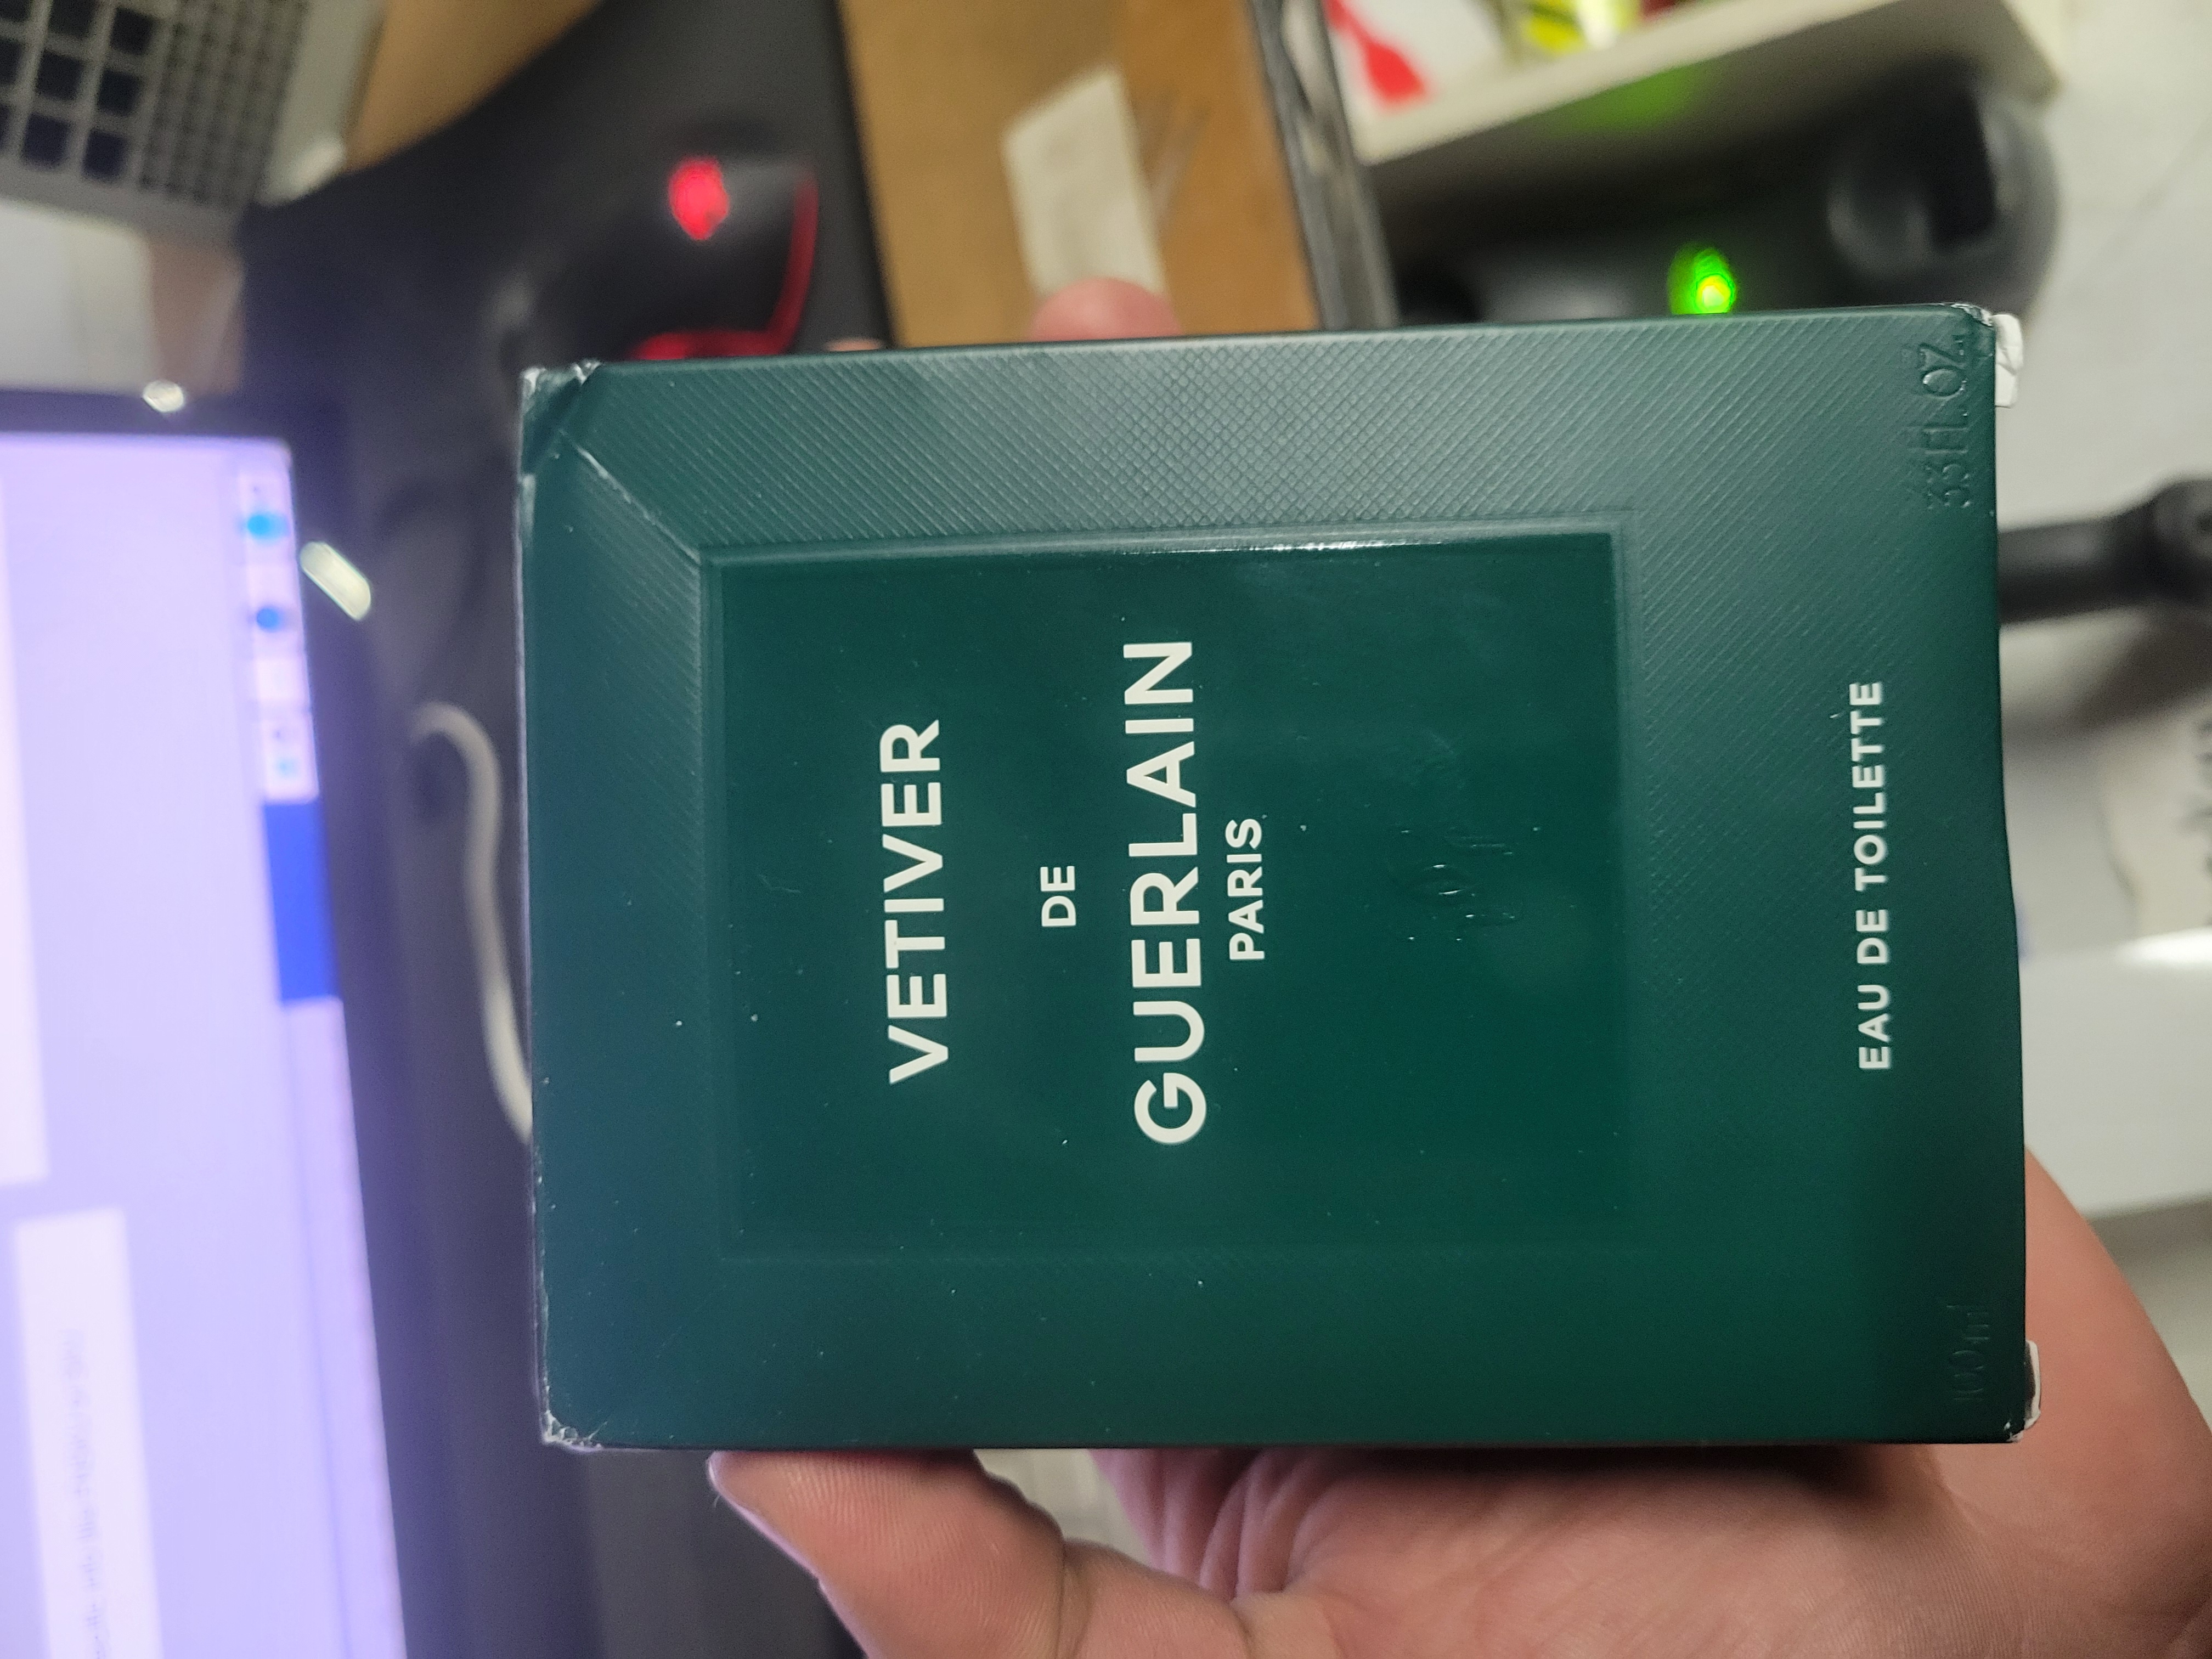 VETIVER
DE
GUERLAIN
PARIS
EAU DE TOILETTE
100ml
3.3 FL. OZ.